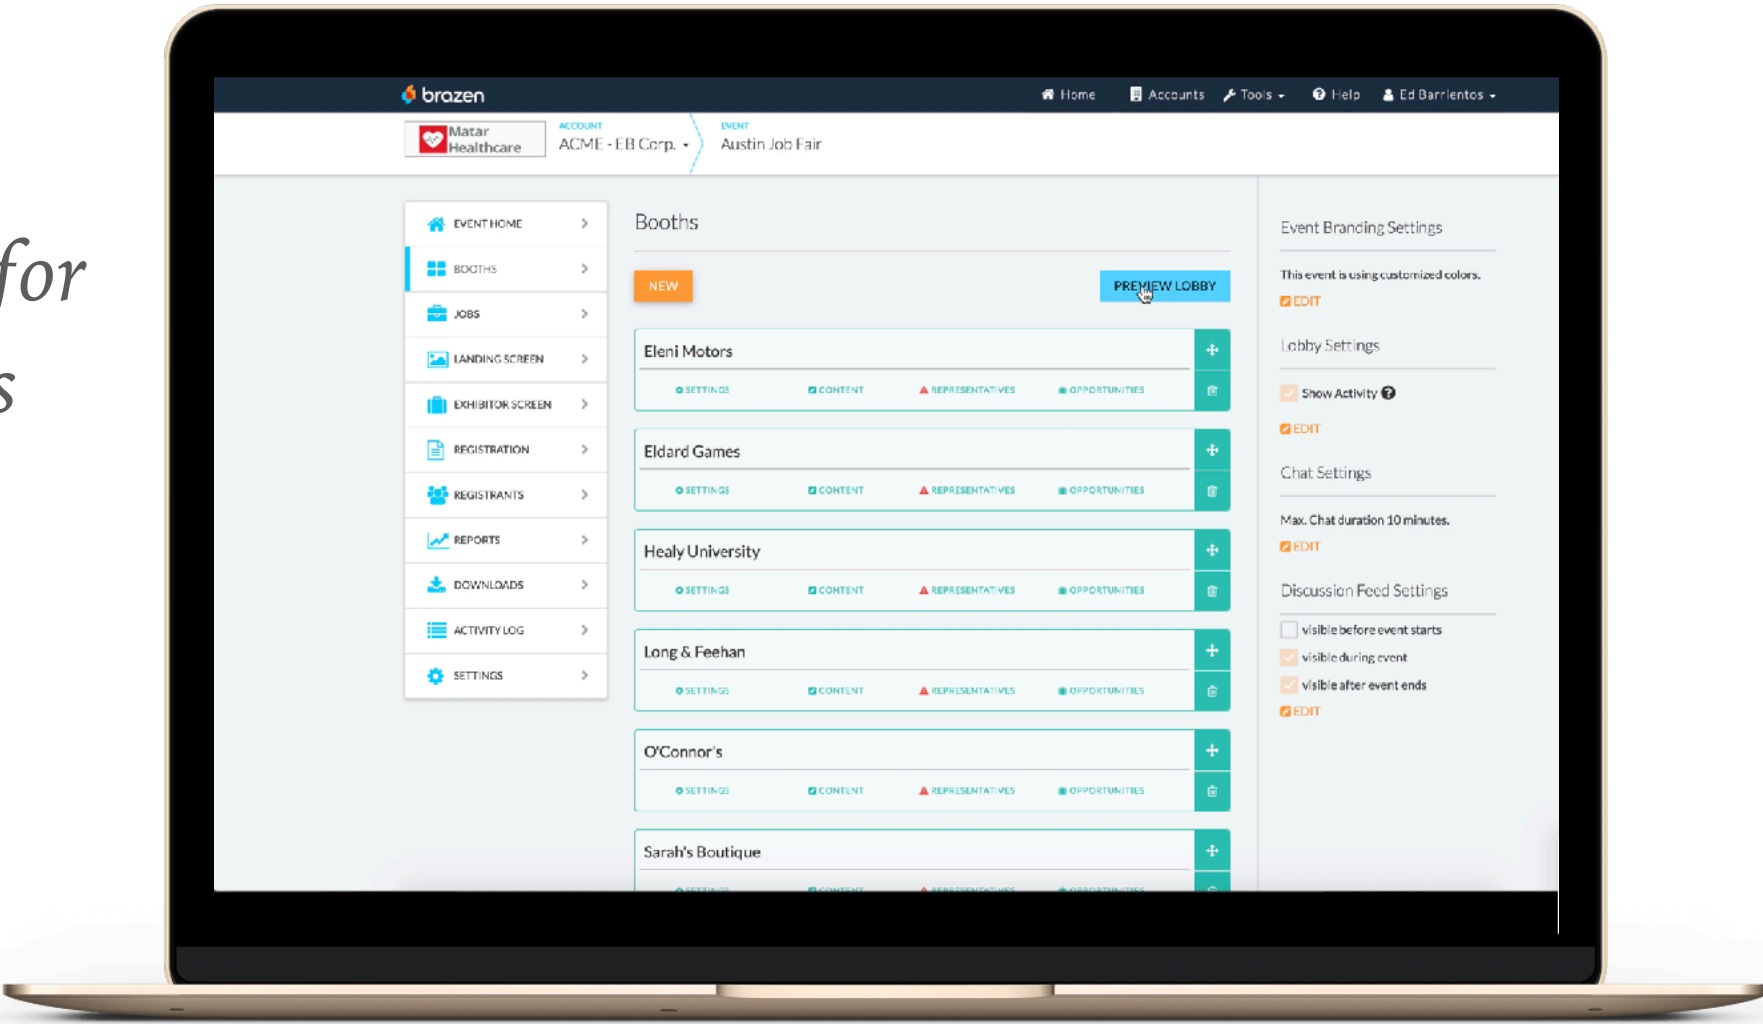 for
s
brazen
Home
Accounts
Tools
Help
Ed Barrientos
Matar
Healthcare
ACCOUNT
ACME - EB Corp.
EVENT
Austin Job Fair
EVENT HOME
BOOTHS
JOBS
LANDING SCREEN
EXHIBITOR SCREEN
REGISTRATION
REGISTRANTS
REPORTS
DOWNLOADS
ACTIVITY LOG
SETTINGS
Booths
NEW
PREVIEW LOBBY
Eleni Motors
SETTINGS CONTENT REPRESENTATIVES OPPORTUNITIES
Eldard Games
SETTINGS CONTENT REPRESENTATIVES OPPORTUNITIES
Healy University
SETTINGS CONTENT REPRESENTATIVES OPPORTUNITIES
Long & Feehan
SETTINGS CONTENT REPRESENTATIVES OPPORTUNITIES
O'Connor's
SETTINGS CONTENT REPRESENTATIVES OPPORTUNITIES
Sarah's Boutique
SETTINGS CONTENT REPRESENTATIVES OPPORTUNITIES
Event Branding Settings
This event is using customized colors.
EDIT
Lobby Settings
Show Activity
EDIT
Chat Settings
Max. Chat duration 10 minutes.
EDIT
Discussion Feed Settings
visible before event starts
visible during event
visible after event ends
EDIT